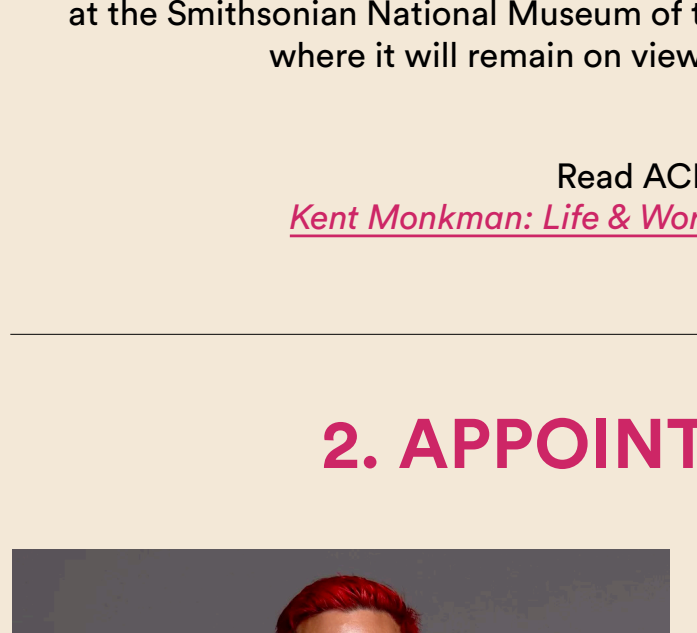 at the Smithsonian National Museum of
where it will remain on view
Read
Kent Monkman: Life &
2. APPOINT